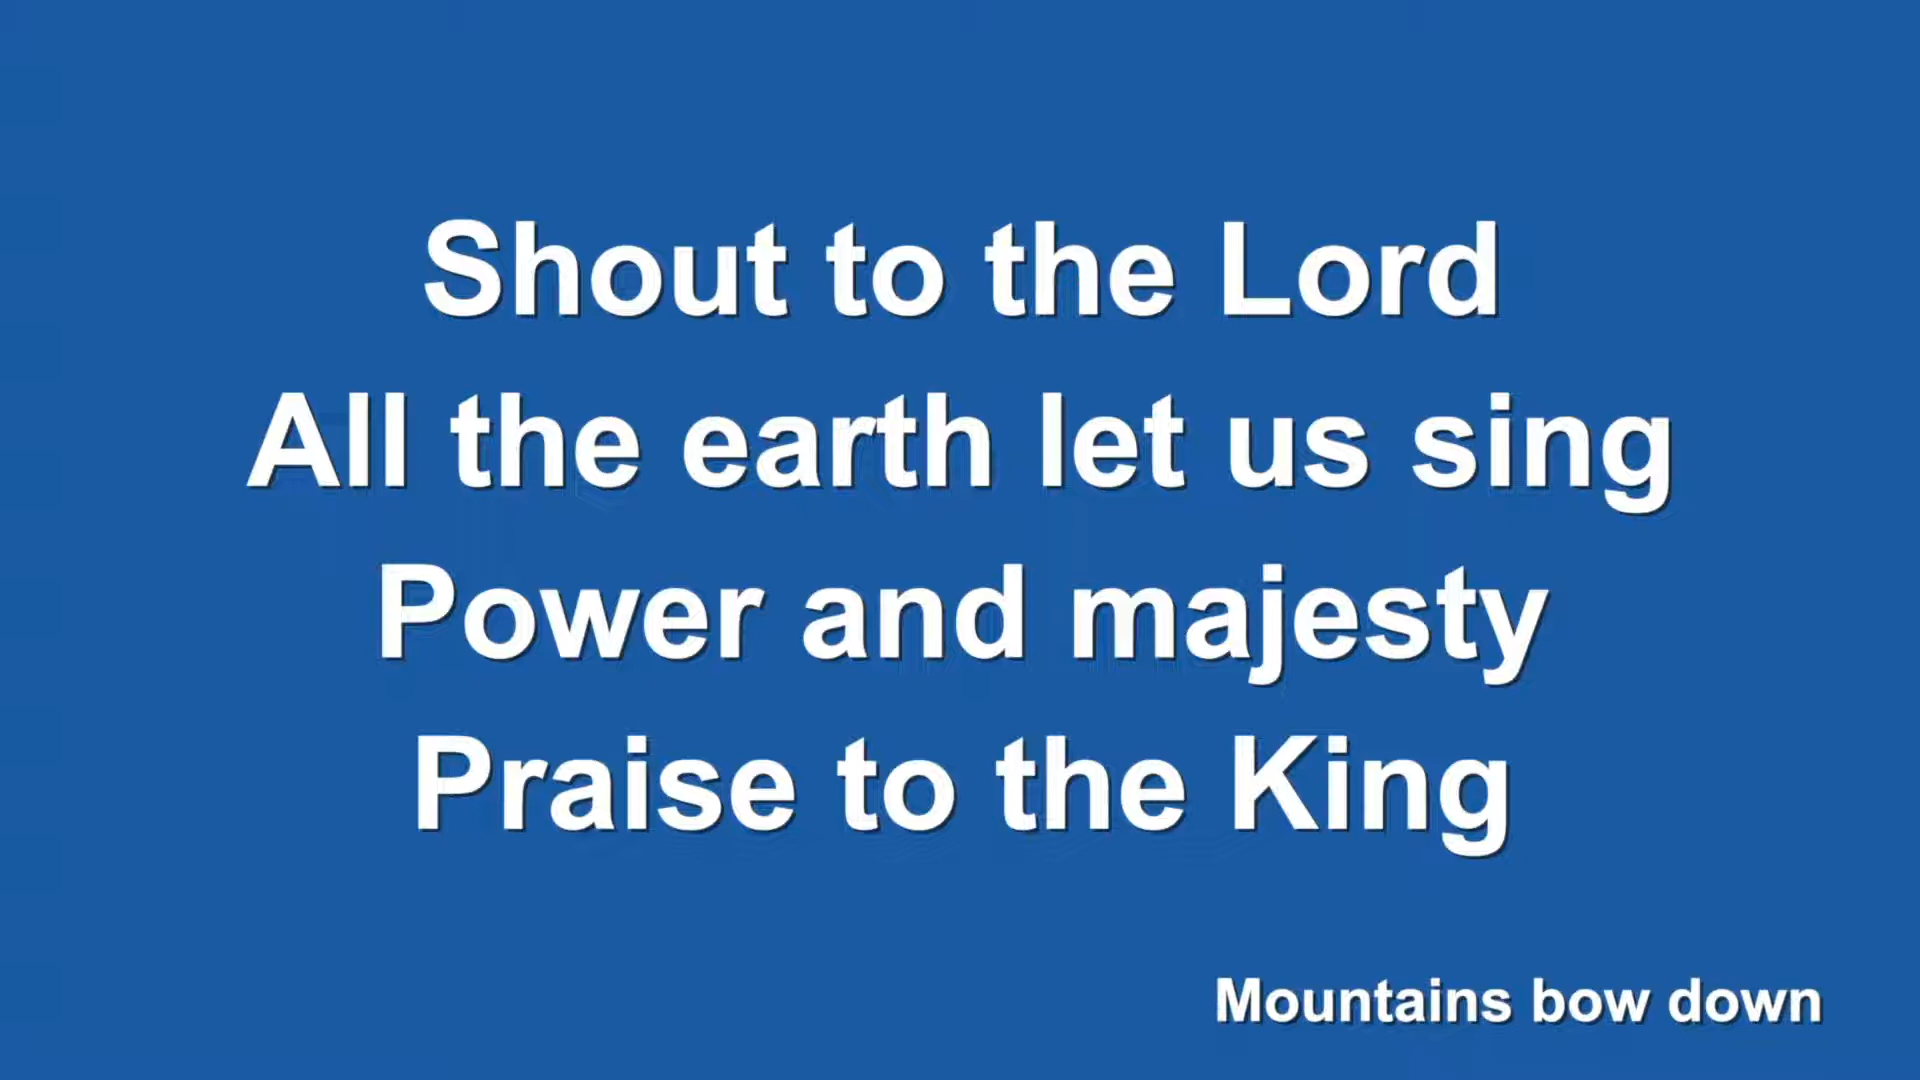 Shout to the Lord
All the earth let us sing
Power and majesty
Praise to the King
Mountains bow down